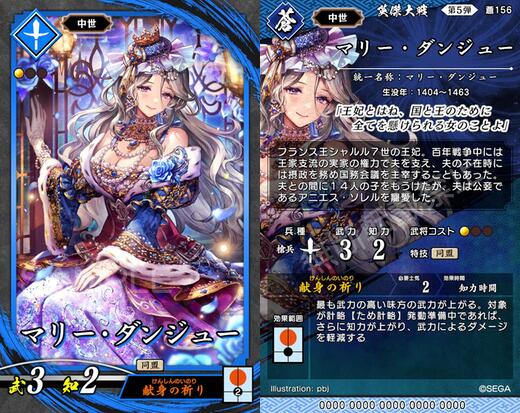 中世
マリー・ダンジュー
同盟
武3 知2
けんしんのいのり
献身の祈り
2
蒼
中世
英傑大戦
第5弾
蒼156
マリー・ダンジュー
統一名称：マリー・ダンジュー
生没年：1404～1463
「王妃とはね、国と王のために
全てを懸けられる女のことよ」
フランス王シャルル7世の王妃。百年戦争中には
王家支流の実家の権力で夫を支え、夫の不在時に
は摂政を務め国務会議を主宰することもあった。
夫との間に14人の子をもうけたが、夫は公妾で
あるアニエス・ソレルを寵愛した。
兵種 武力 知力 武将コスト
槍兵 3 2
特技 同盟
けんしんのいのり 必要士気 効果時間
献身の祈り 2 知力時間
効果範囲
最も武力の高い味方の武力が上がる。対象
が計略【ため計略】発動準備中であれば、
さらに知力が上がり、武力によるダメージ
を軽減する
Illustration: pbj
©SEGA
0000 0000 0000 0000 0000